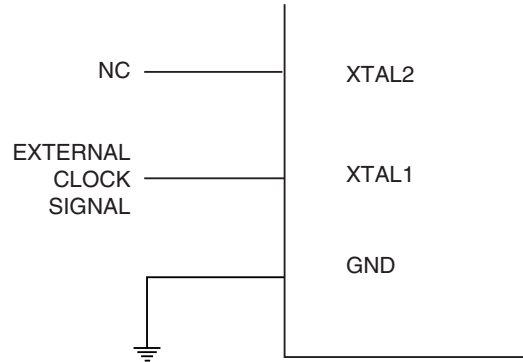 NC
XTAL2
EXTERNAL
CLOCK
SIGNAL
XTAL1
GND